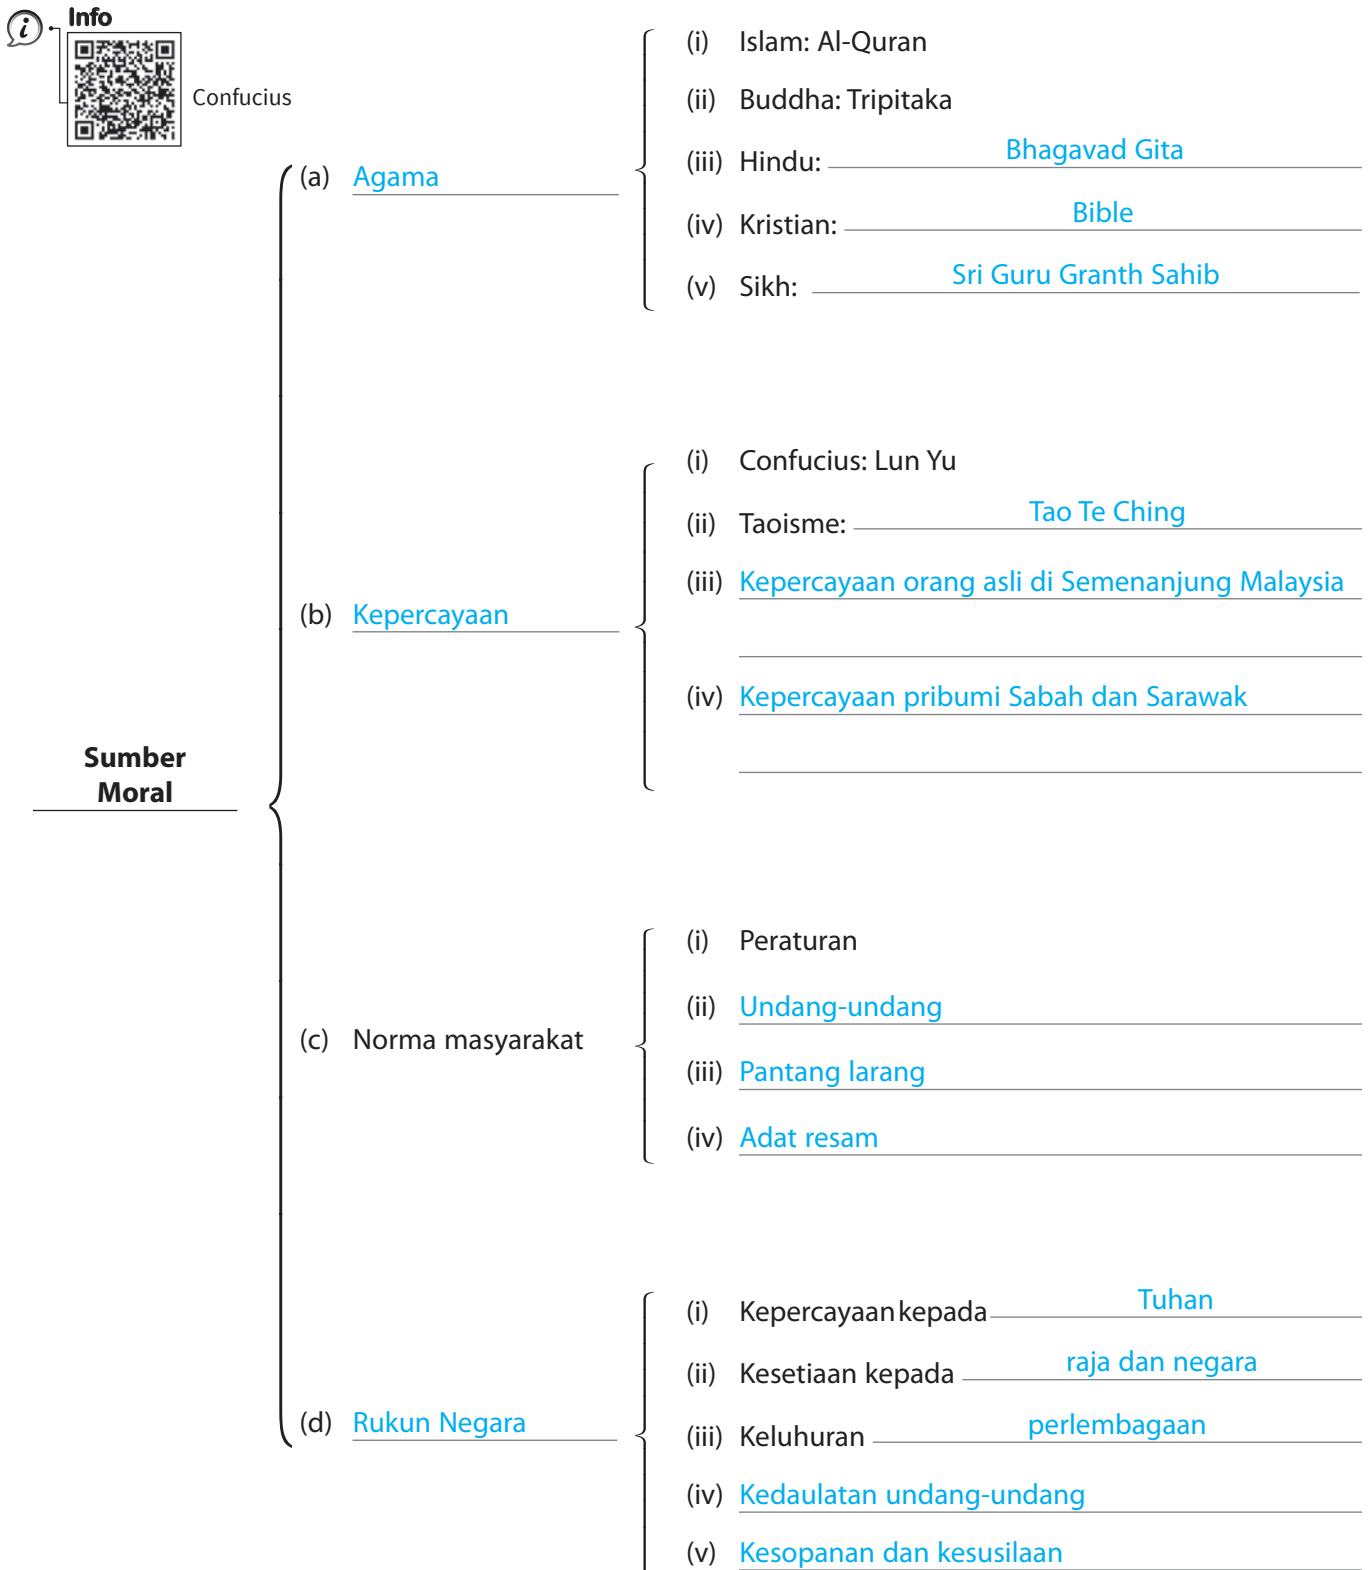 Info
Confucius
Sumber
Moral
(a) Agama
(i) Islam: Al-Quran
(ii) Buddha: Tripitaka
(iii) Hindu: Bhagavad Gita
(iv) Kristian: Bible
(v) Sikh: Sri Guru Granth Sahib
(b) Kepercayaan
(i) Confucius: Lun Yu
(ii) Taoisme: Tao Te Ching
(iii) Kepercayaan orang asli di Semenanjung Malaysia
(iv) Kepercayaan pribumi Sabah dan Sarawak
(c) Norma masyarakat
(i) Peraturan
(ii) Undang-undang
(iii) Pantang larang
(iv) Adat resam
(d) Rukun Negara
(i) Kepercayaan kepada Tuhan
(ii) Kesetiaan kepada raja dan negara
(iii) Keluhuran perlembagaan
(iv) Kedaulatan undang-undang
(v) Kesopanan dan kesusilaan